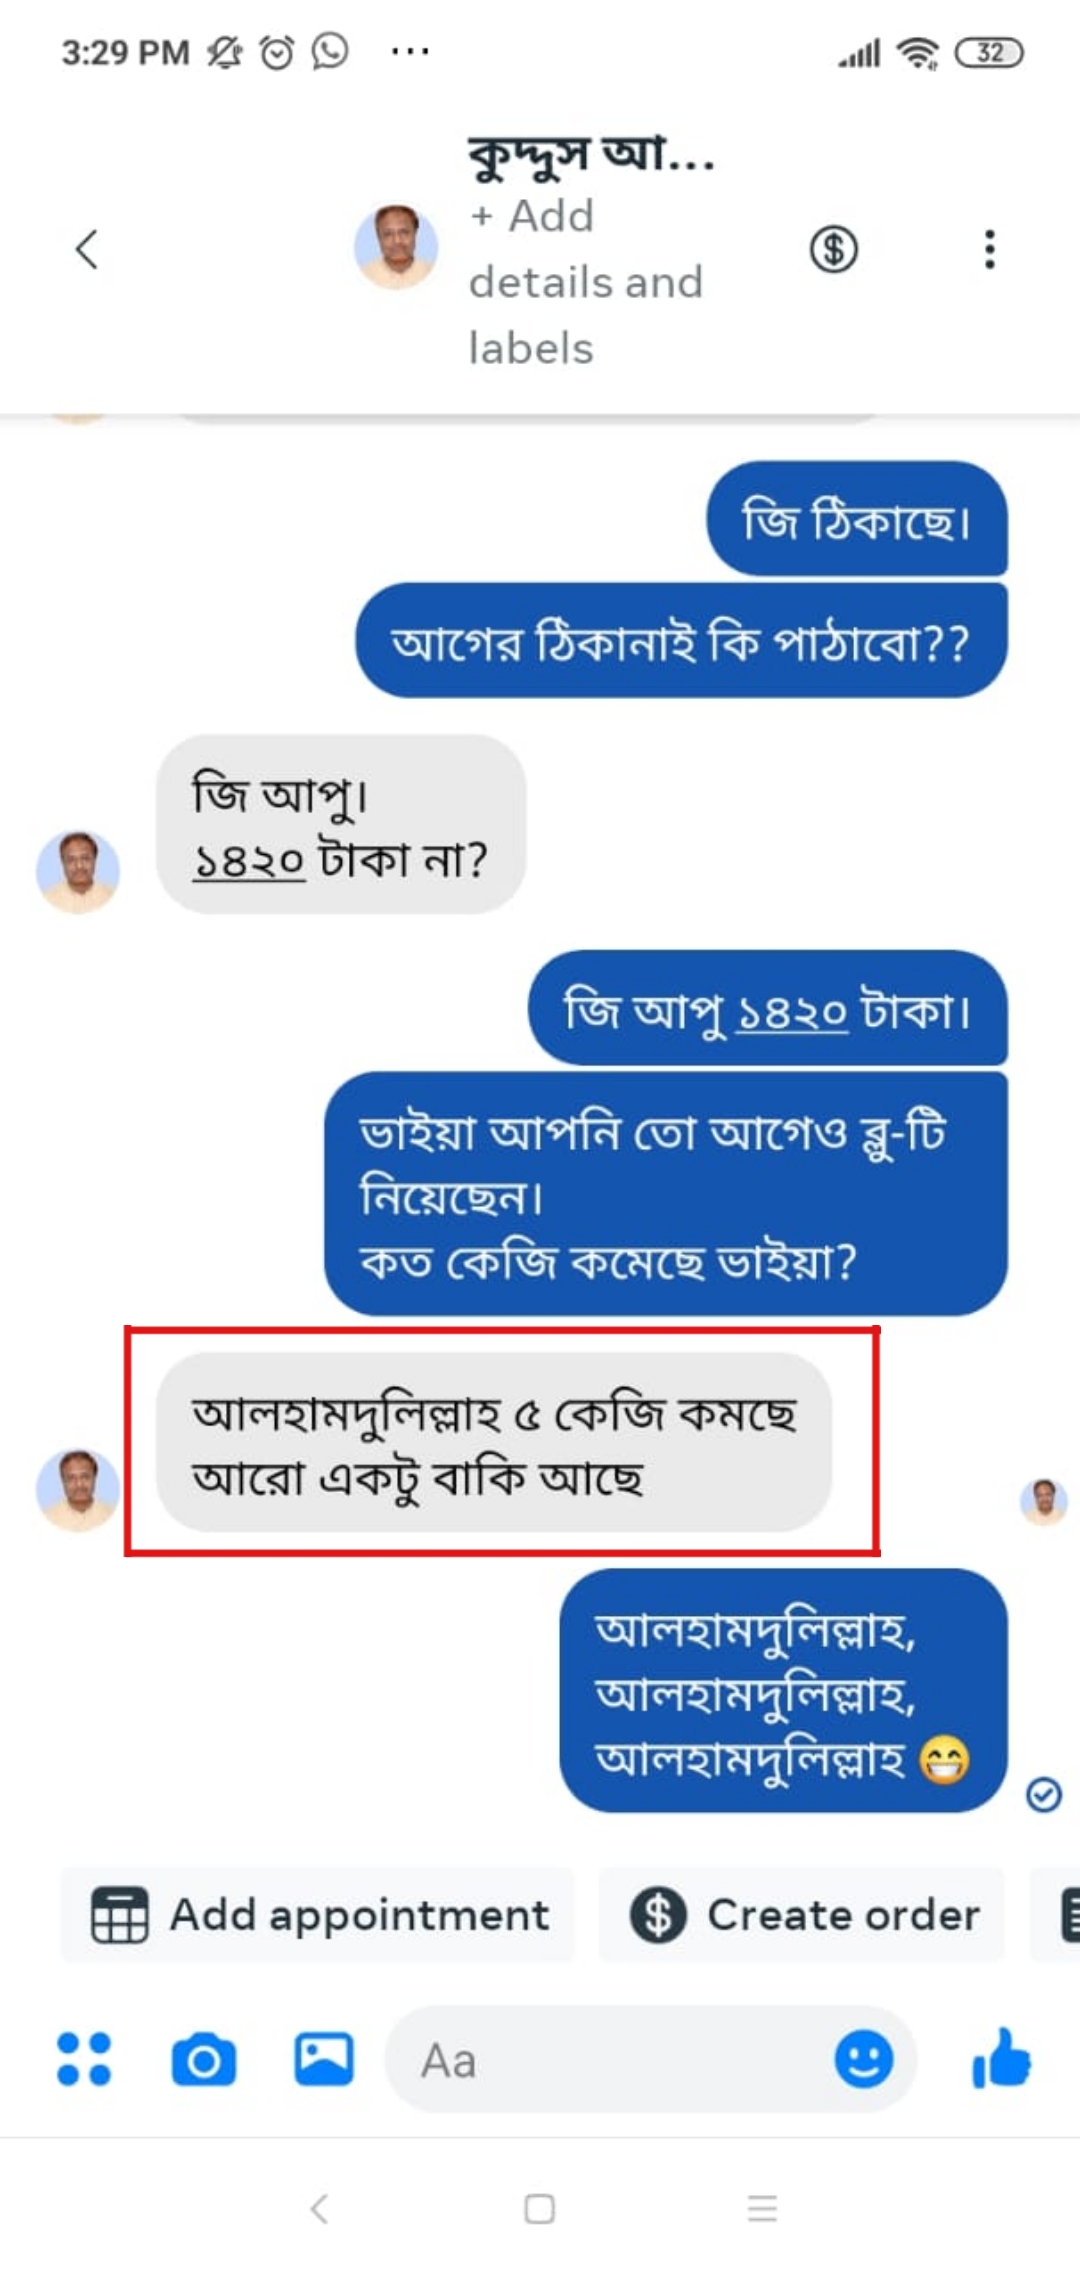 3:29 PM ... 32
কুদ্দুস আ...
+ Add
details and
labels
জি ঠিকাছে।
আগের ঠিকানাই কি পাঠাবো??
জি আপু।
১৪২০ টাকা না?
জি আপু ১৪২০ টাকা।
ভাইয়া আপনি তো আগেও ব্লু-টি
নিয়েছেন।
কত কেজি কমেছে ভাইয়া?
আলহামদুলিল্লাহ ৫ কেজি কমছে
আরো একটু বাকি আছে
আলহামদুলিল্লাহ,
আলহামদুলিল্লাহ,
আলহামদুলিল্লাহ 😁
Add appointment
Create order
Aa